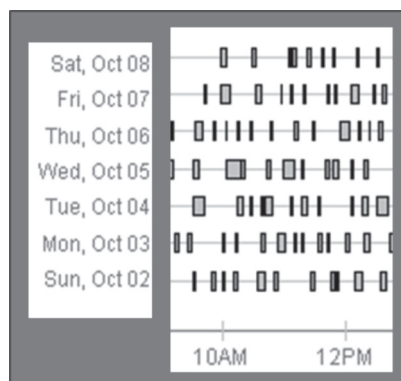 Sat, Oct 08
Fri, Oct 07
Thu, Oct 06
Wed, Oct 05
Tue, Oct 04
Mon, Oct 03
Sun, Oct 02
10AM 12PM